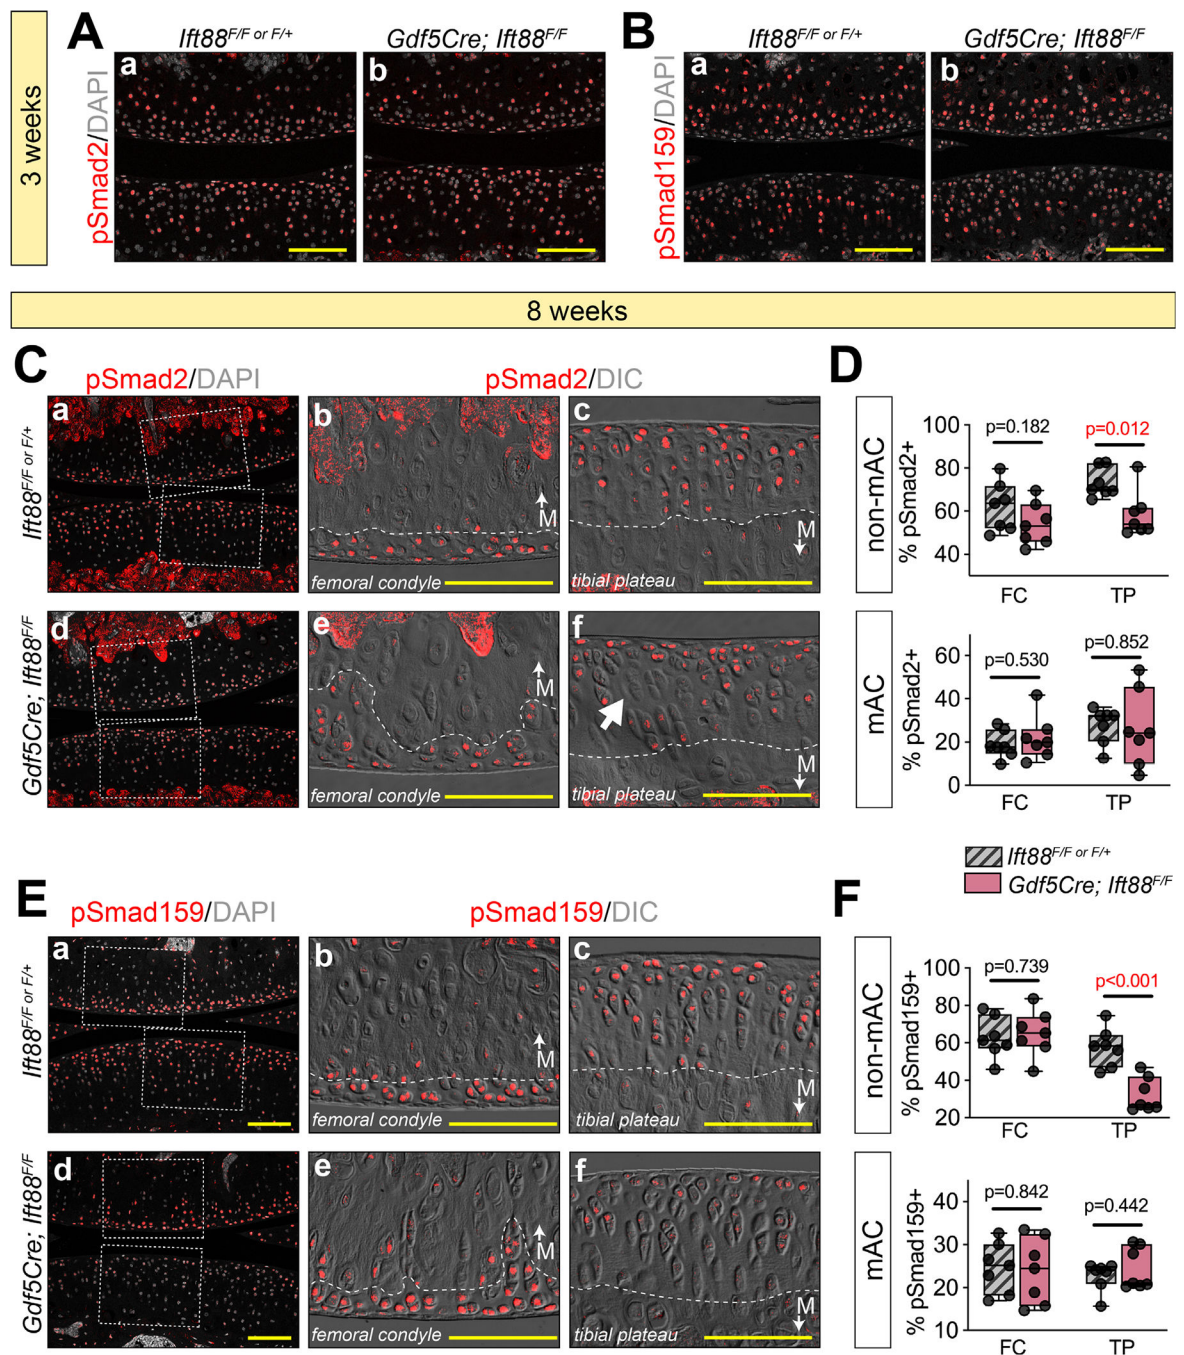 3 weeks
A
Ift88F/F or F/+
Gdf5Cre; Ift88F/F
pSmad2/DAPI
a
b
B
Ift88F/F or F/+
Gdf5Cre; Ift88F/F
pSmad159/DAPI
a
b
8 weeks
C
pSmad2/DAPI
pSmad2/DIC
Ift88F/F or F/+
a
b
M
femoral condyle
c
M
tibial plateau
Gdf5Cre; Ift88F/F
d
e
M
femoral condyle
f
M
tibial plateau
D
non-mAC
% pSmad2+
100
80
60
40
p=0.182
p=0.012
FC
TP
mAC
% pSmad2+
60
40
20
0
p=0.530
p=0.852
FC
TP
Ift88F/F or F/+
Gdf5Cre; Ift88F/F
E
pSmad159/DAPI
pSmad159/DIC
Ift88F/F or F/+
a
b
M
femoral condyle
c
M
tibial plateau
Gdf5Cre; Ift88F/F
d
e
M
femoral condyle
f
M
tibial plateau
F
non-mAC
% pSmad159+
100
80
60
40
20
p=0.739
p<0.001
FC
TP
mAC
% pSmad159+
40
30
20
10
p=0.842
p=0.442
FC
TP